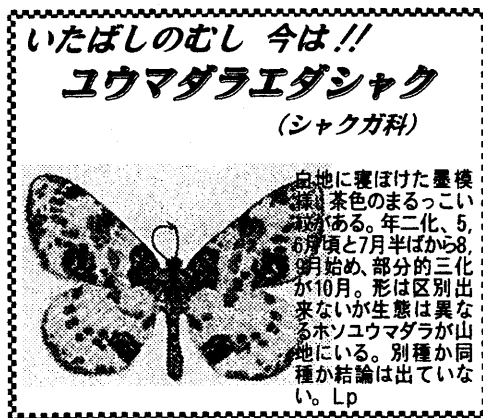 いたばしのむし 今は!!
ユウマダラエダシャク
(シャクガ科)
白地に寝ぼけた墨模
様、茶色のまるっこい
紋がある。年二化、5,
6月頃と7月半ばから8,
9月始め、部分的三化
が10月。形は区別出
来ないが生態は異な
るホソユウマダラが山
地にいる。別種か同
種か結論は出ていな
い。Lp